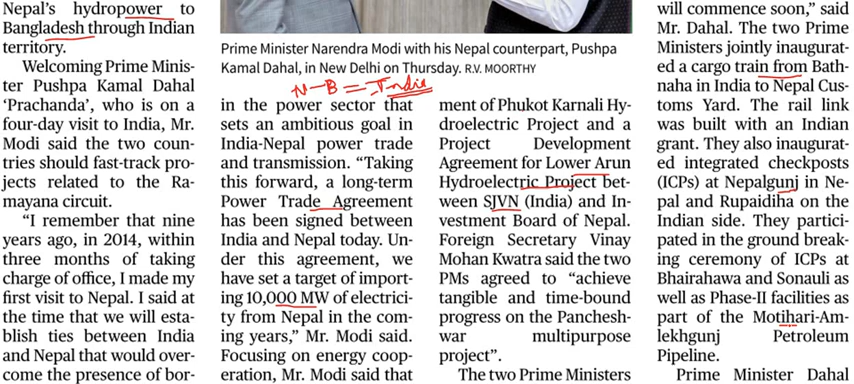 Nepal's hydropower to
Bangladesh through Indian
territory.
Welcoming Prime Minis-
ter Pushpa Kamal Dahal
'Prachanda', who is on a
four-day visit to India, Mr.
Modi said the two coun-
tries should fast-track pro-
jects related to the Ra-
mayana circuit.
"I remember that nine
years ago, in 2014, within
three months of taking
charge of office, I made my
first visit to Nepal. I said at
the time that we will esta-
blish ties between India
and Nepal that would over-
come the presence of bor-
Prime Minister Narendra Modi with his Nepal counterpart, Pushpa
Kamal Dahal, in New Delhi on Thursday. R.V. MOORTHY
N-B = India
in the power sector that
sets an ambitious goal in
India-Nepal power trade
and transmission. "Taking
this forward, a long-term
Power Trade Agreement
has been signed between
India and Nepal today. Un-
der this agreement, we
have set a target of import-
ing 10,000 MW of electrici-
ty from Nepal in the com-
ing years," Mr. Modi said.
Focusing on energy coop-
eration, Mr. Modi said that
ment of Phukot Karnali Hy-
droelectric Project and a
Project Development
Agreement for Lower Arun
Hydroelectric Project bet-
ween SJVN (India) and In-
vestment Board of Nepal.
Foreign Secretary Vinay
Mohan Kwatra said the two
PMs agreed to "achieve
tangible and time-bound
progress on the Panchesh-
war multipurpose
project".
The two Prime Ministers
will commence soon," said
Mr. Dahal. The two Prime
Ministers jointly inaugurat-
ed a cargo train from Bath-
naha in India to Nepal Cus-
toms Yard. The rail link
was built with an Indian
grant. They also inaugurat-
ed integrated checkposts
(ICPs) at Nepalgunj in Ne-
pal and Rupaidiha on the
Indian side. They partici-
pated in the ground break-
ing ceremony of ICPs at
Bhairahawa and Sonauli as
well as Phase-II facilities as
part of the Motihari-Am-
lekhgunj Petroleum
Pipeline.
Prime Minister Dahal